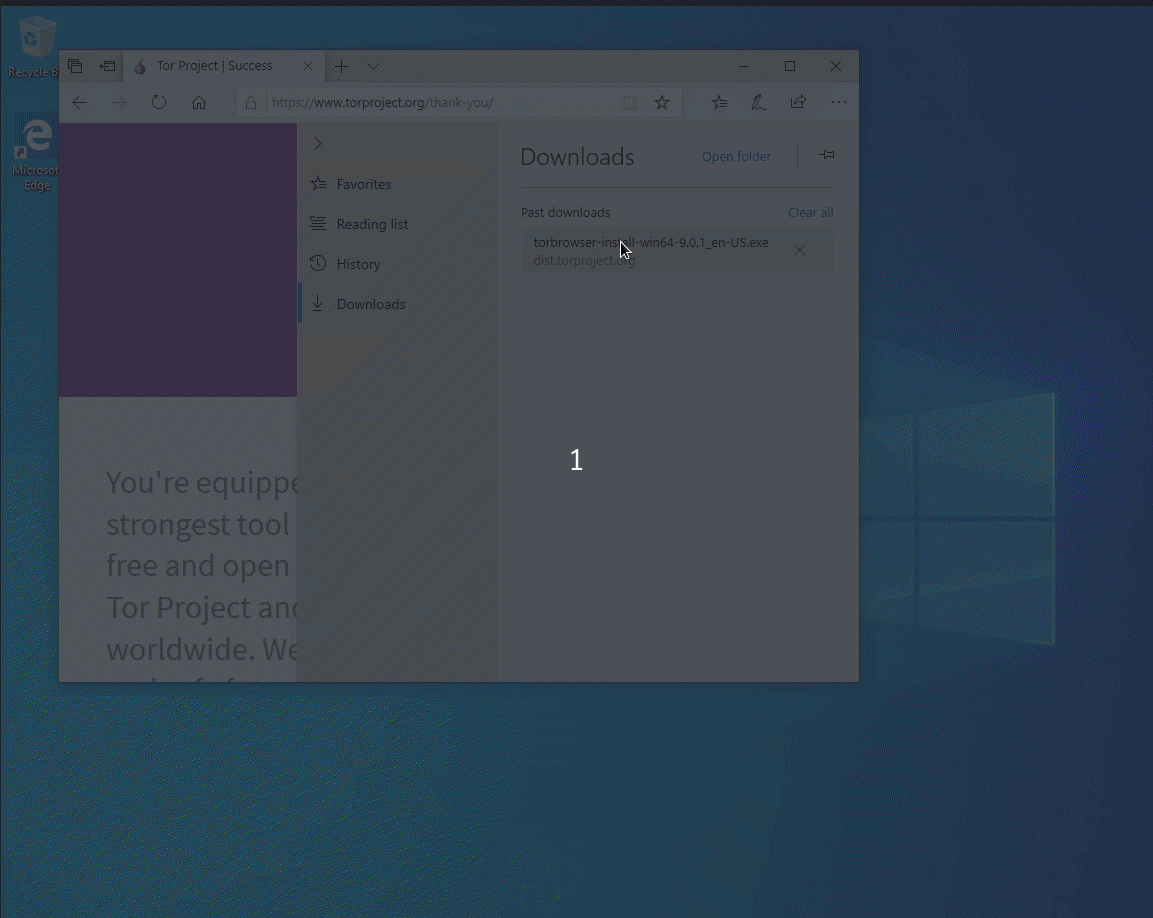 Recycle B
Microsof
Edge
Tor Project | Success
https://www.torproject.org/thank-you/
Favorites
Reading list
History
Downloads
Downloads
Open folder
Past downloads
Clear all
torbrowser-install-win64-9.0.1_en-US.exe
dist.torproject.org
1
You're equippe
strongest tool
free and open
Tor Project and
worldwide. We